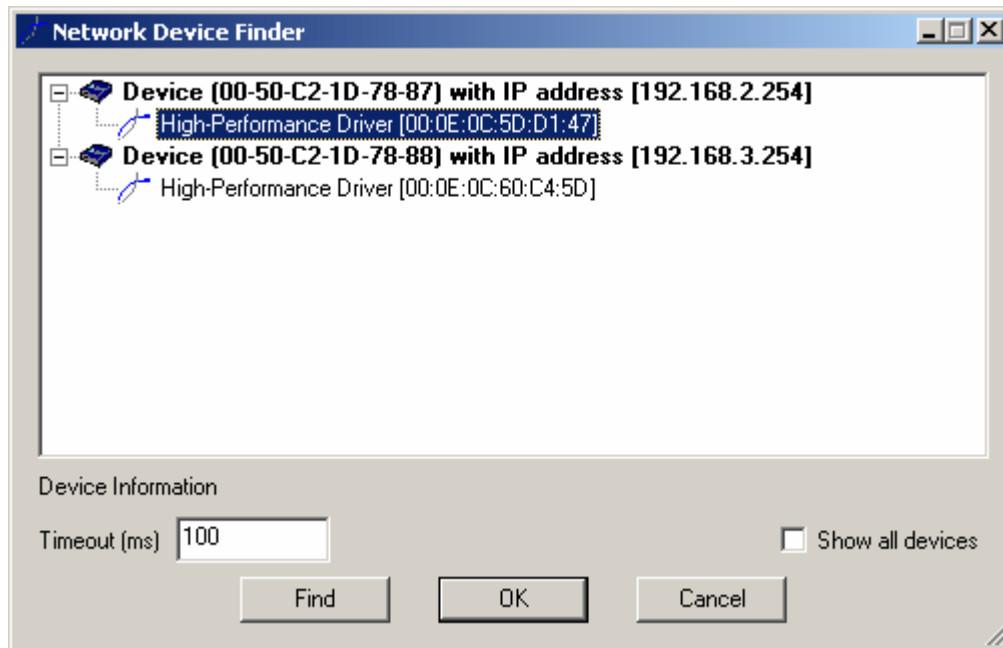 Network Device Finder
Device (00-50-C2-1D-78-87) with IP address [192.168.2.254]
High-Performance Driver [00:0E:0C:5D:D1:47]
Device (00-50-C2-1D-78-88) with IP address [192.168.3.254]
High-Performance Driver [00:0E:0C:60:C4:5D]
Device Information
Timeout (ms) 100 Show all devices
Find OK Cancel